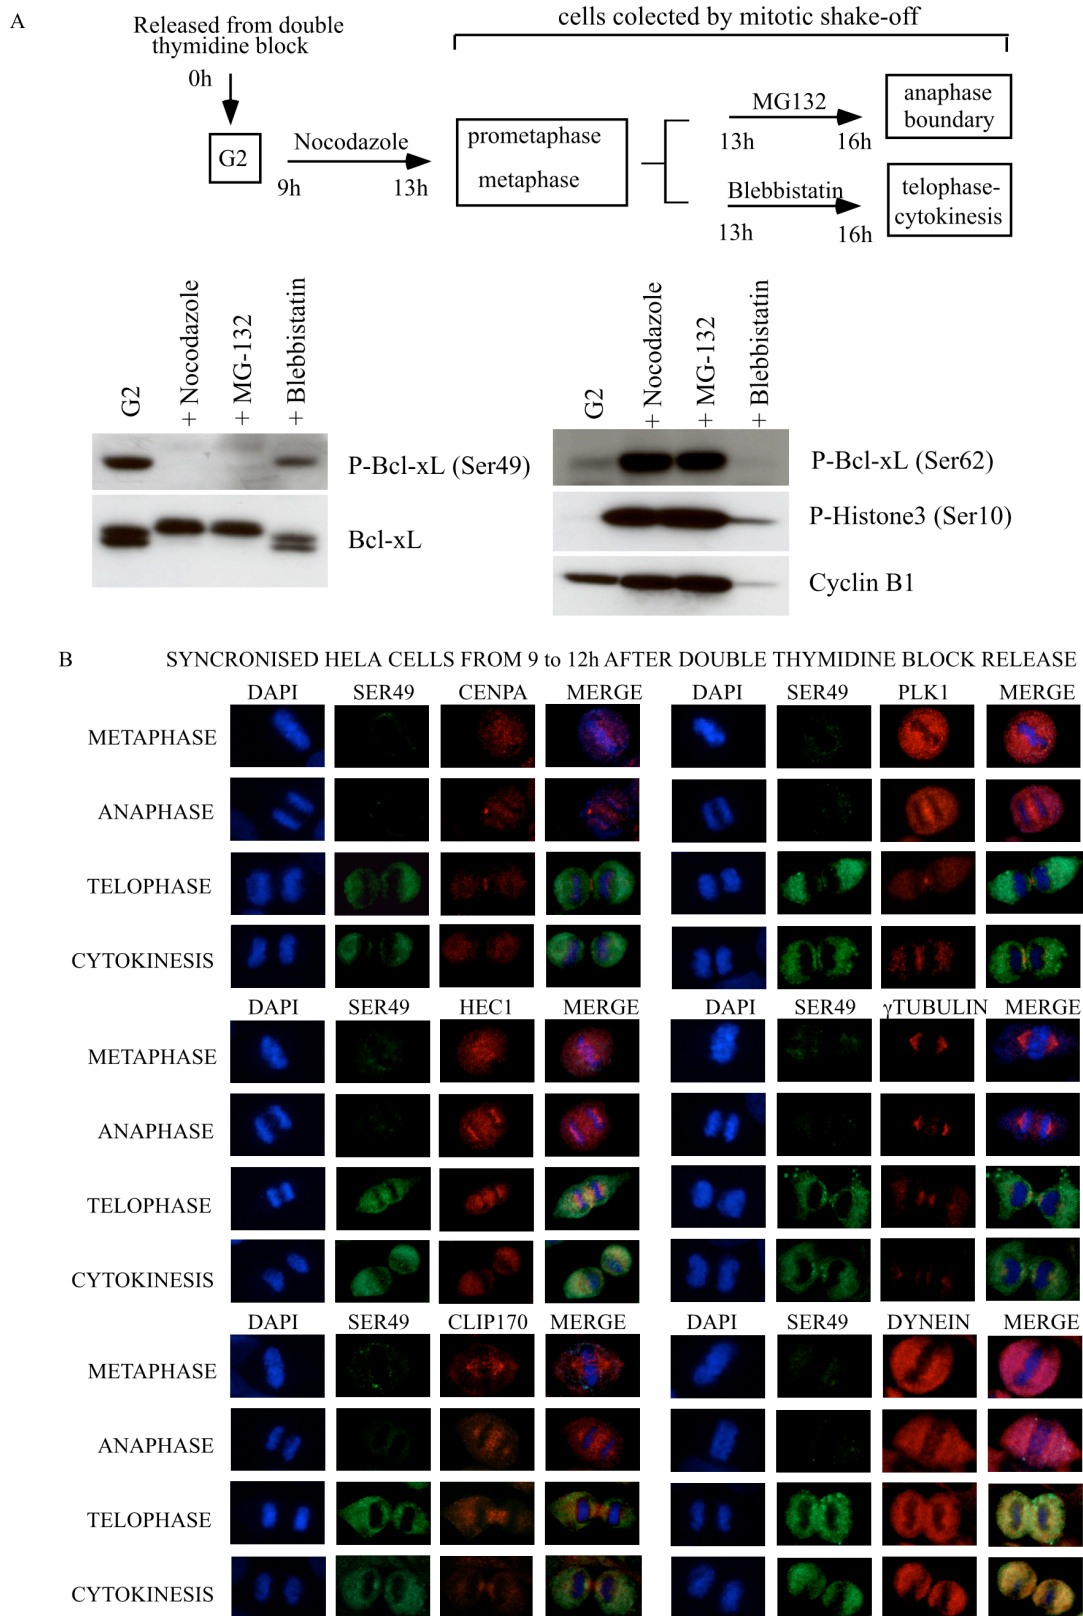 A
cells colected by mitotic shake-off
Released from double
thymidine block
0h
G2
Nocodazole
9h
13h
prometaphase
metaphase
MG132
13h
16h
anaphase
boundary
Blebbistatin
13h
16h
telophase-
cytokinesis
G2
+ Nocodazole
+ MG-132
+ Blebbistatin
P-Bcl-xL (Ser49)
Bcl-xL
G2
+ Nocodazole
+ MG-132
+ Blebbistatin
P-Bcl-xL (Ser62)
P-Histone3 (Ser10)
Cyclin B1
B
SYNCRONISED HELA CELLS FROM 9 to 12h AFTER DOUBLE THYMIDINE BLOCK RELEASE
DAPI SER49 CENPA MERGE DAPI SER49 PLK1 MERGE
METAPHASE
ANAPHASE
TELOPHASE
CYTOKINESIS
DAPI SER49 HEC1 MERGE DAPI SER49 γTUBULIN MERGE
METAPHASE
ANAPHASE
TELOPHASE
CYTOKINESIS
DAPI SER49 CLIP170 MERGE DAPI SER49 DYNEIN MERGE
METAPHASE
ANAPHASE
TELOPHASE
CYTOKINESIS